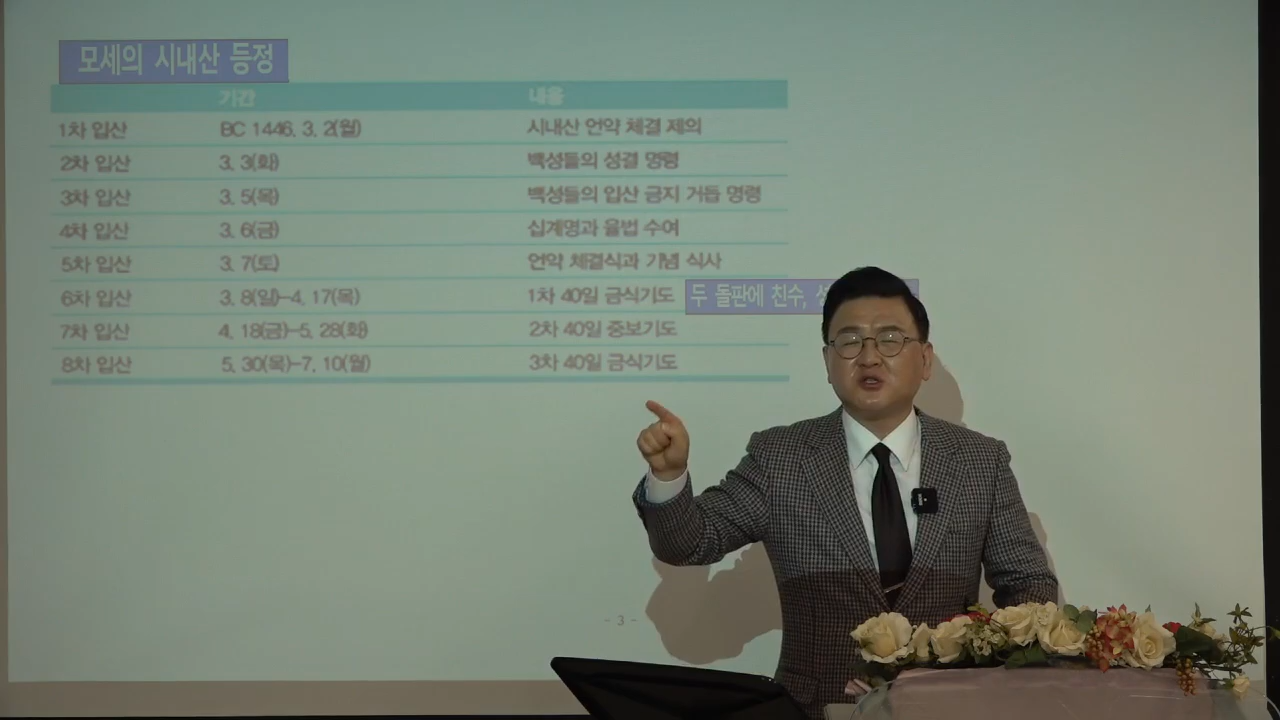 모세의 시내산 등정
기간 내용
1차 입산 BC 1446. 3. 2(월) 시내산 언약 체결 제의
2차 입산 3. 3(화) 백성들의 성결 명령
3차 입산 3. 5(목) 백성들의 입산 금지 거듭 명령
4차 입산 3. 6(금) 십계명과 율법 수여
5차 입산 3. 7(토) 언약 체결식과 기념 식사
6차 입산 3. 8(일)-4. 17(목) 1차 40일 금식기도 두 돌판에 친수,
7차 입산 4. 18(금)-5. 28(화) 2차 40일 중보기도
8차 입산 5. 30(목)-7. 10(월) 3차 40일 금식기도
- 3 -